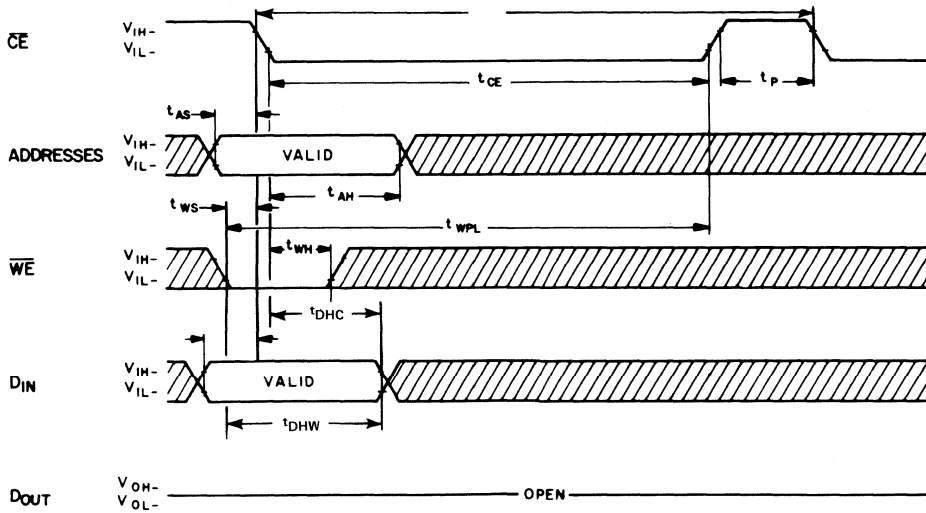 CE
VIH-
VIL-
tCE
tP
tAS
ADDRESSES
VIH-
VIL-
VALID
tAH
tWS
tWPL
tWH
WE
VIH-
VIL-
tDHC
DIN
VIH-
VIL-
VALID
tDHW
DOUT
VOH-
VOL-
OPEN